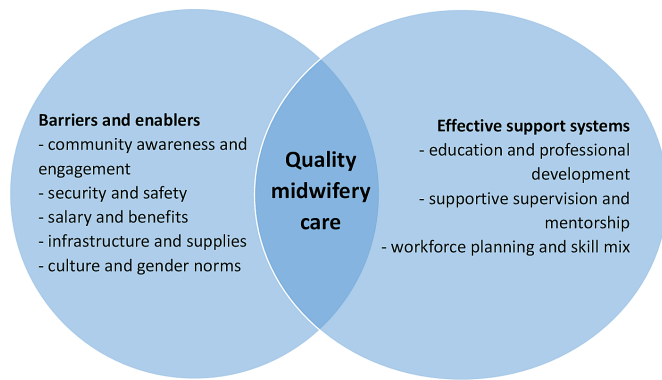 Barriers and enablers
- community awareness and
engagement
- security and safety
- salary and benefits
- infrastructure and supplies
- culture and gender norms
Quality
midwifery
care
Effective support systems
- education and professional
development
- supportive supervision and
mentorship
- workforce planning and skill mix